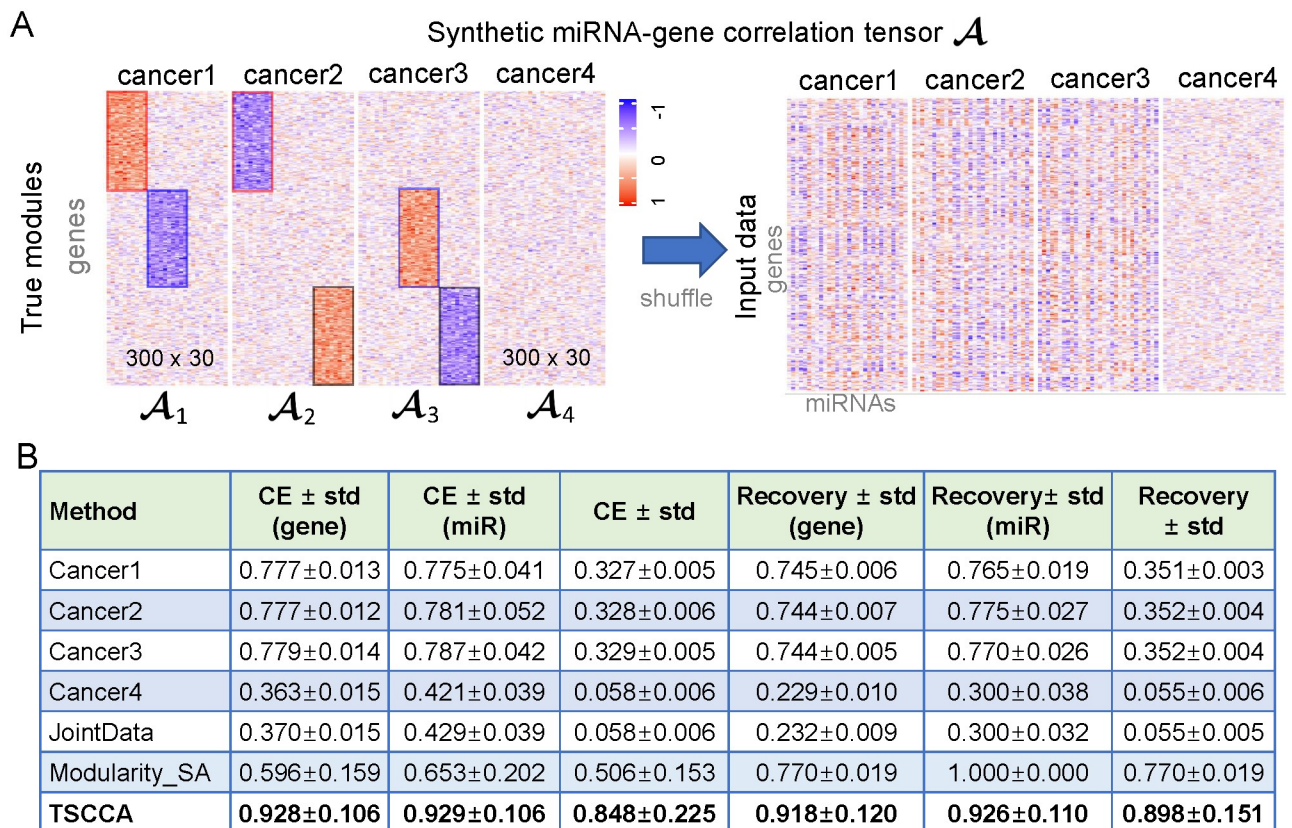 A
Synthetic miRNA-gene correlation tensor 𝓐
cancer1 cancer2 cancer3 cancer4
True modules
genes
300 x 30
300 x 30
𝓐1 𝓐2 𝓐3 𝓐4
-1
0
1
shuffle
cancer1 cancer2 cancer3 cancer4
Input data
genes
miRNAs
B
Method | CE ± std (gene) | CE ± std (miR) | CE ± std | Recovery ± std (gene) | Recovery± std (miR) | Recovery ± std
Cancer1 | 0.777±0.013 | 0.775±0.041 | 0.327±0.005 | 0.745±0.006 | 0.765±0.019 | 0.351±0.003
Cancer2 | 0.777±0.012 | 0.781±0.052 | 0.328±0.006 | 0.744±0.007 | 0.775±0.027 | 0.352±0.004
Cancer3 | 0.779±0.014 | 0.787±0.042 | 0.329±0.005 | 0.744±0.005 | 0.770±0.026 | 0.352±0.004
Cancer4 | 0.363±0.015 | 0.421±0.039 | 0.058±0.006 | 0.229±0.010 | 0.300±0.038 | 0.055±0.006
JointData | 0.370±0.015 | 0.429±0.039 | 0.058±0.006 | 0.232±0.009 | 0.300±0.032 | 0.055±0.005
Modularity_SA | 0.596±0.159 | 0.653±0.202 | 0.506±0.153 | 0.770±0.019 | 1.000±0.000 | 0.770±0.019
TSCCA | 0.928±0.106 | 0.929±0.106 | 0.848±0.225 | 0.918±0.120 | 0.926±0.110 | 0.898±0.151